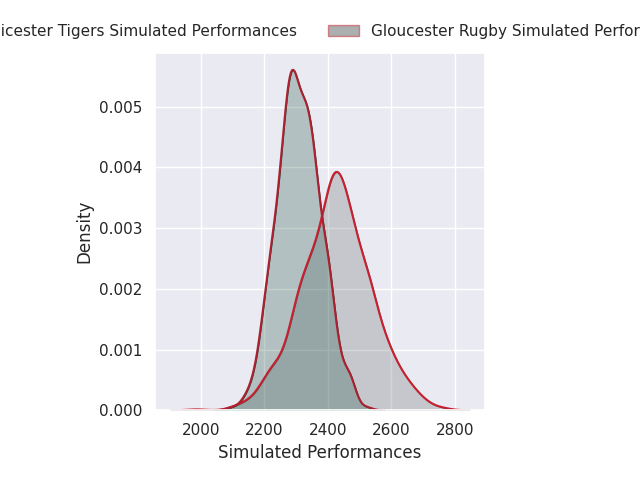 icester Tigers Simulated Performances
Gloucester Rugby Simulated Perfor
0.005
0.004
0.003
0.002
0.001
0.000
Density
2000 2200 2400 2600 2800
Simulated Performances